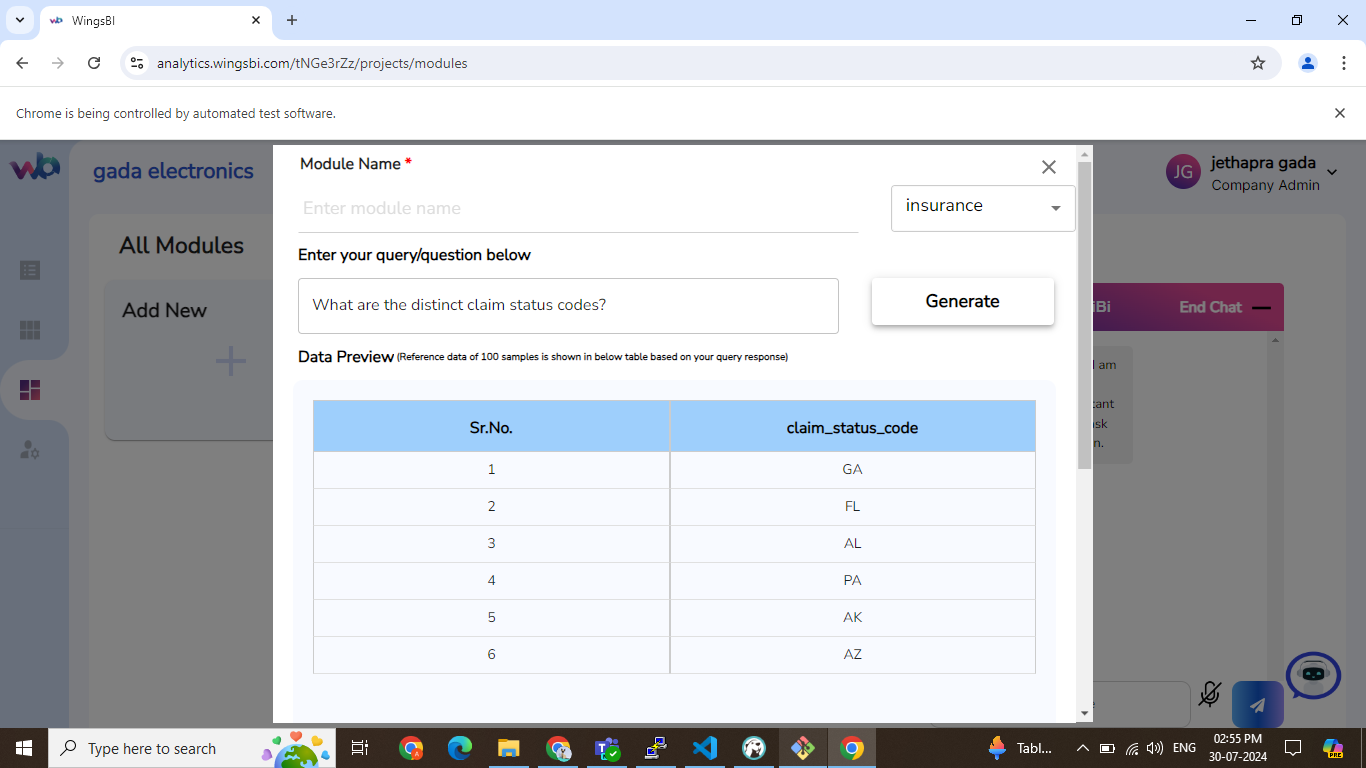 WingsBI
analytics.wingsbi.com/tNGe3rZz/projects/modules
Chrome is being controlled by automated test software.
gada electronics
JG
jethapra gada
Company Admin
All Modules
Add New
Module Name *
Enter module name
insurance
Enter your query/question below
What are the distinct claim status codes?
Generate
Data Preview (Reference data of 100 samples is shown in below table based on your query response)
Sr.No. claim_status_code
1 GA
2 FL
3 AL
4 PA
5 AK
6 AZ
iBi End Chat
am
Type here to search
Tabl...
ENG
02:55 PM
30-07-2024
PRE